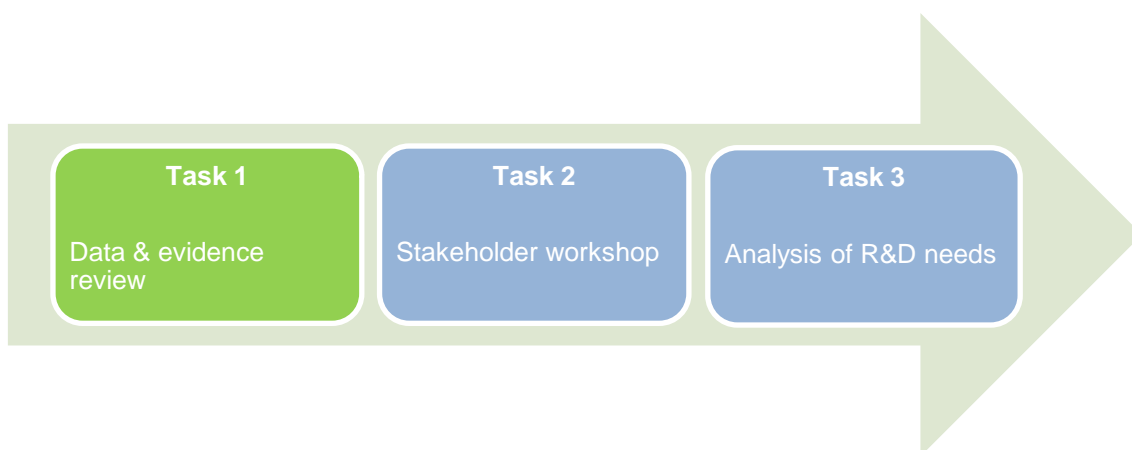 Task 1
Data & evidence
review
Task 2
Stakeholder workshop
Task 3
Analysis of R&D needs